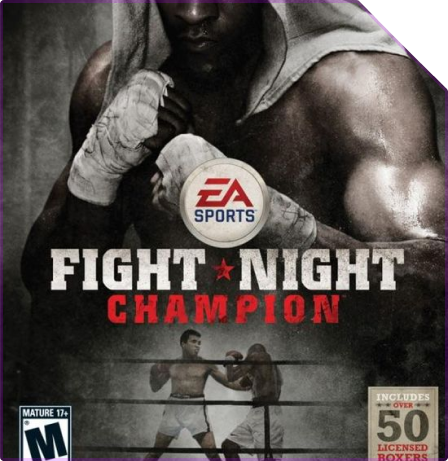 EA
SPORTS
FIGHT NIGHT
CHAMPION
MATURE 17+
M
INCLUDES
OVER
50
LICENSED
BOXERS